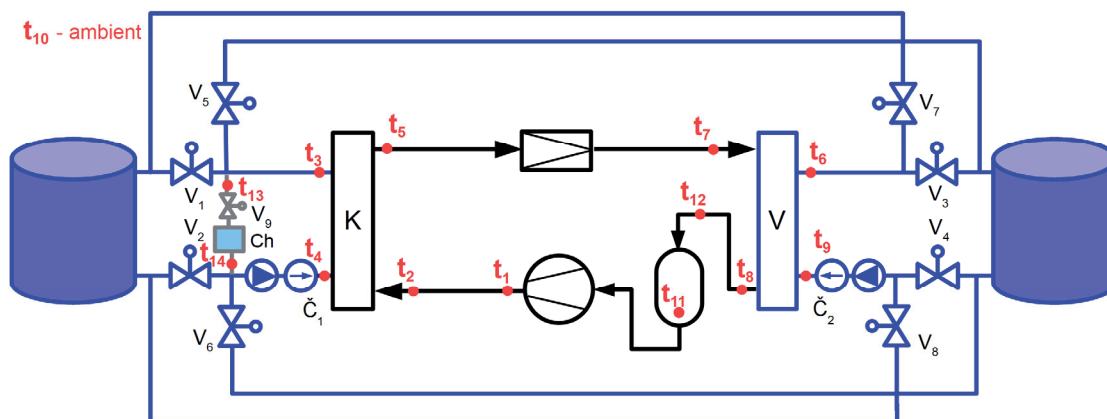 t₁₀ - ambient
V₅
V₇
t₅
t₇
t₃
t₆
V₁
t₁₃
V₃
V₉
t₁₂
V₂
K
V
V₄
Ch
t₁₄
t₄
t₂
t₁
t₈
t₉
t₁₁
Č₁
Č₂
V₆
V₈